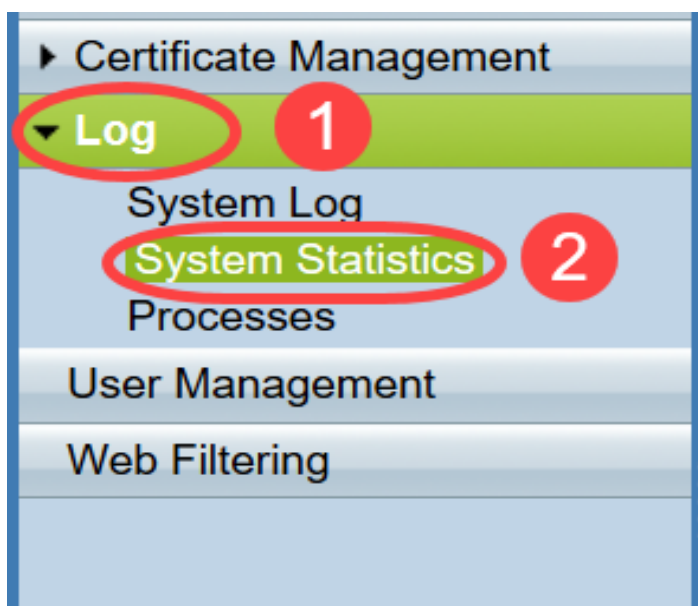 Certificate Management
Log 1
System Log
System Statistics 2
Processes
User Management
Web Filtering